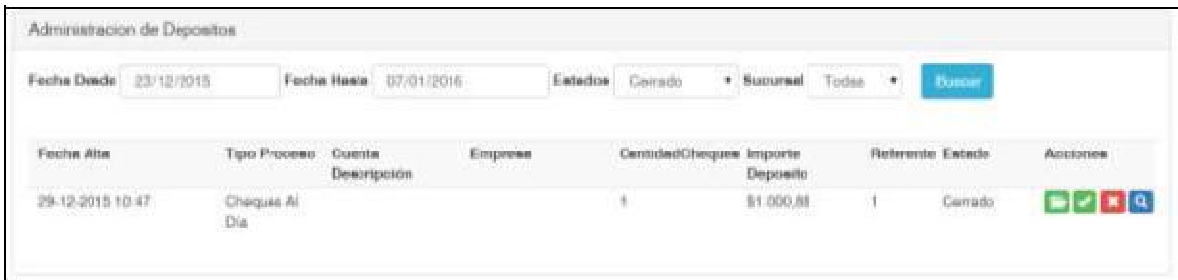 Administracion de Depositos
Fecha Desde 23/12/2015 Fecha Hasta 07/01/2016 Estados Cerrado Sucursal Todas Buscar
Fecha Alta Tipo Proceso Cuenta Descripción Empresa CantidadCheques Importe Deposito Referente Estado Acciones
29-12-2015 10:47 Cheques Al Dia 1 $1.000,88 1 Cerrado